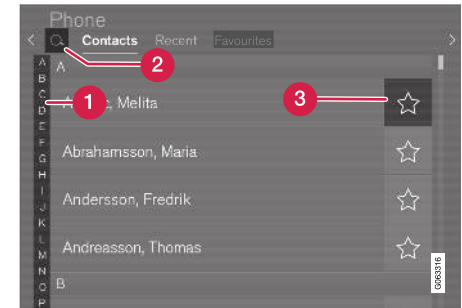 Phone
Contacts Recent Favourites
2
A
B
C
D
E
F
G
H
I
J
K
L
M
N
O
P
1
A
Melita
3
Abrahamsson, Maria
Andersson, Fredrik
Andreasson, Thomas
B
G063316